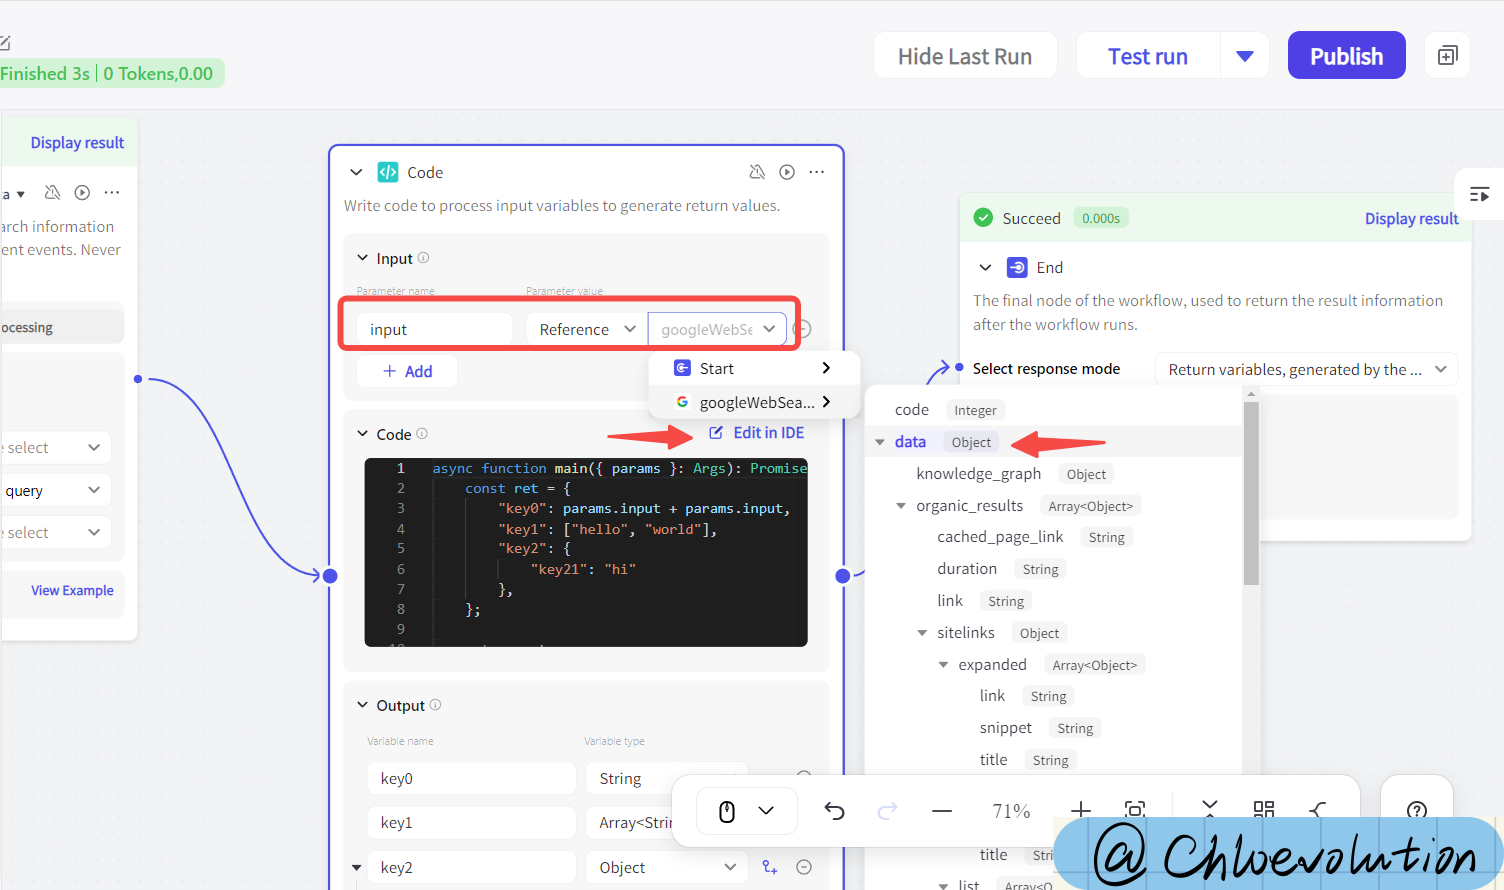 Finished 3s | 0 Tokens,0.00
Hide Last Run
Test run
Publish
Display result
a
arch information
ent events. Never
ocessing
e select
query
e select
View Example
Code
Write code to process input variables to generate return values.
Input
Parameter name Parameter value
input Reference googleWebSe
+ Add
Start
googleWebSea...
Code
Edit in IDE
1 async function main({ params }: Args): Promise
2 const ret = {
3 "key0": params.input + params.input,
4 "key1": ["hello", "world"],
5 "key2": {
6 "key21": "hi"
7 },
8 };
9
10
Output
Variable name Variable type
key0 String
key1 Array<Strin
key2 Object
Succeed 0.000s Display result
End
The final node of the workflow, used to return the result information
after the workflow runs.
Select response mode Return variables, generated by the ...
code Integer
data Object
knowledge_graph Object
organic_results Array<Object>
cached_page_link String
duration String
link String
sitelinks Object
expanded Array<Object>
link String
snippet String
title String
71%
title Stri
list Array<O
@Chloevolution